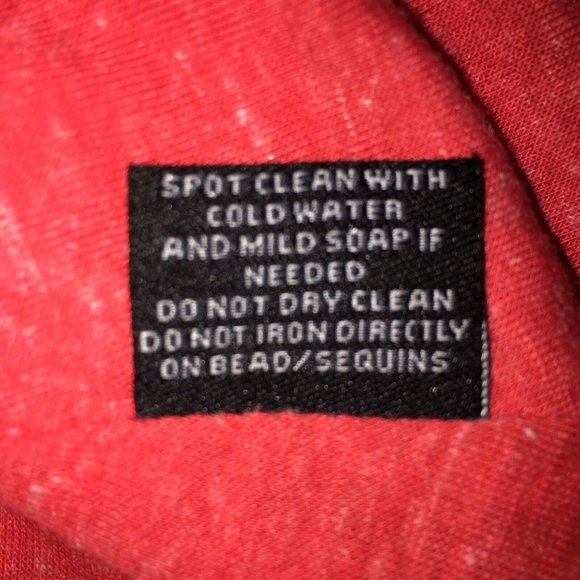 SPOT CLEAN WITH
COLD WATER
AND MILD SOAP IF
NEEDED
DO NOT DRY CLEAN
DO NOT IRON DIRECTLY
ON BEAD/SEQUINS